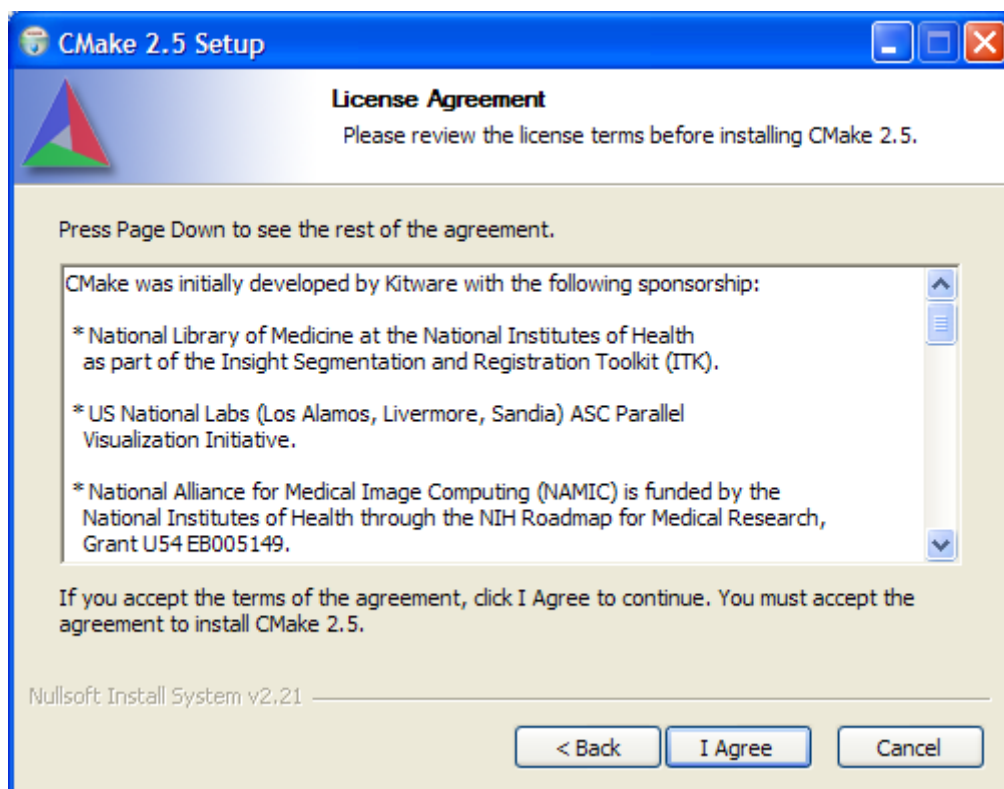 CMake 2.5 Setup
License Agreement
Please review the license terms before installing CMake 2.5.
Press Page Down to see the rest of the agreement.
CMake was initially developed by Kitware with the following sponsorship:
* National Library of Medicine at the National Institutes of Health
as part of the Insight Segmentation and Registration Toolkit (ITK).
* US National Labs (Los Alamos, Livermore, Sandia) ASC Parallel
Visualization Initiative.
* National Alliance for Medical Image Computing (NAMIC) is funded by the
National Institutes of Health through the NIH Roadmap for Medical Research,
Grant U54 EB005149.
If you accept the terms of the agreement, click I Agree to continue. You must accept the
agreement to install CMake 2.5.
Nullsoft Install System v2.21
< Back I Agree Cancel